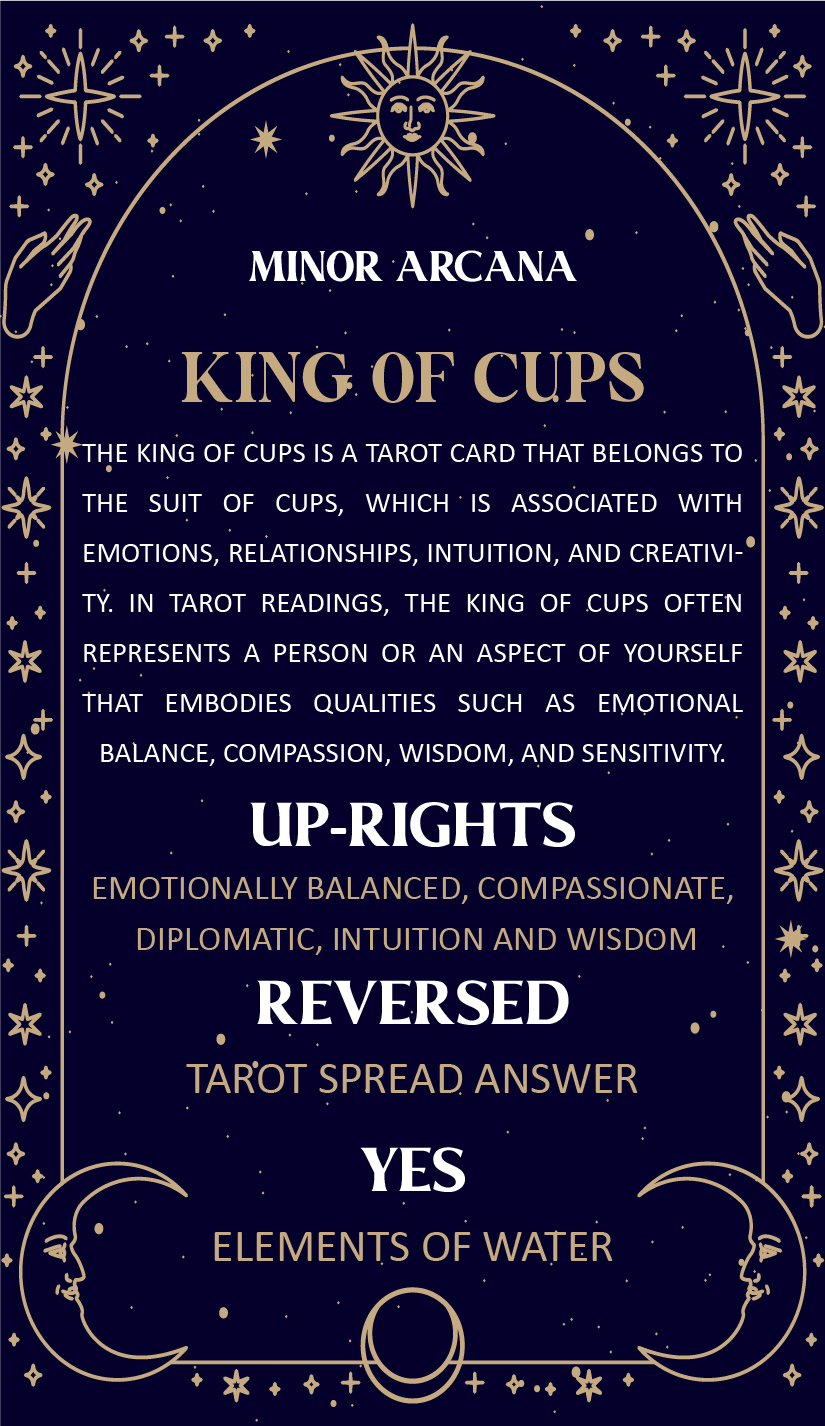 MINOR ARCANA
KING OF CUPS
THE KING OF CUPS IS A TAROT CARD THAT BELONGS TO
THE SUIT OF CUPS, WHICH IS ASSOCIATED WITH
EMOTIONS, RELATIONSHIPS, INTUITION, AND CREATIVI-
TY. IN TAROT READINGS, THE KING OF CUPS OFTEN
REPRESENTS A PERSON OR AN ASPECT OF YOURSELF
THAT EMBODIES QUALITIES SUCH AS EMOTIONAL
BALANCE, COMPASSION, WISDOM, AND SENSITIVITY.
UP-RIGHTS
EMOTIONALLY BALANCED, COMPASSIONATE,
DIPLOMATIC, INTUITION AND WISDOM
REVERSED
TAROT SPREAD ANSWER
YES
ELEMENTS OF WATER